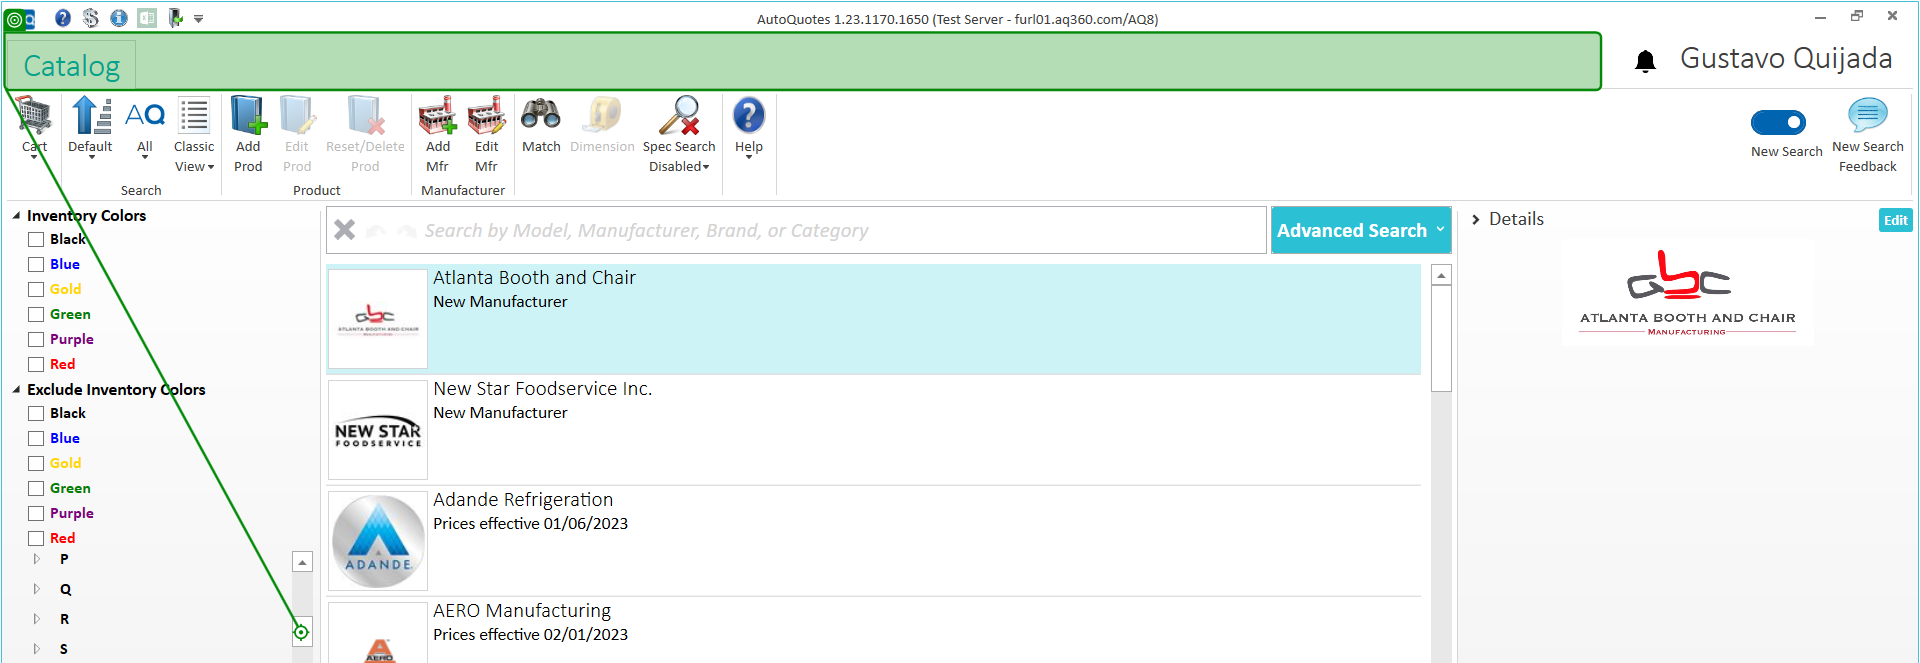 AutoQuotes 1.23.1170.1650 (Test Server - furl01.aq360.com/AQ8)
Catalog
Gustavo Quijada
Cart
Default
All
Classic
View
Search
Add
Prod
Edit
Prod
Reset/Delete
Prod
Product
Add
Mfr
Edit
Mfr
Manufacturer
Match
Dimension
Spec Search
Disabled
Help
New Search
New Search
Feedback
AQ
Inventory Colors
Black
Blue
Gold
Green
Purple
Red
Exclude Inventory Colors
Black
Blue
Gold
Green
Purple
Red
P
Q
R
S
Search by Model, Manufacturer, Brand, or Category
Advanced Search
Atlanta Booth and Chair
New Manufacturer
ATLANTA BOOTH AND CHAIR
New Star Foodservice Inc.
New Manufacturer
NEW STAR
FOODSERVICE
Adande Refrigeration
Prices effective 01/06/2023
ADANDE
AERO Manufacturing
Prices effective 02/01/2023
AERO
Details
Edit
ABC
ATLANTA BOOTH AND CHAIR
MANUFACTURING